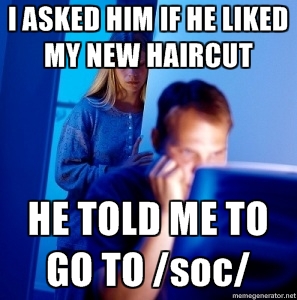 I ASKED HIM IF HE LIKED
MY NEW HAIRCUT
HE TOLD ME TO
GO TO /soc/
memegenerator.net